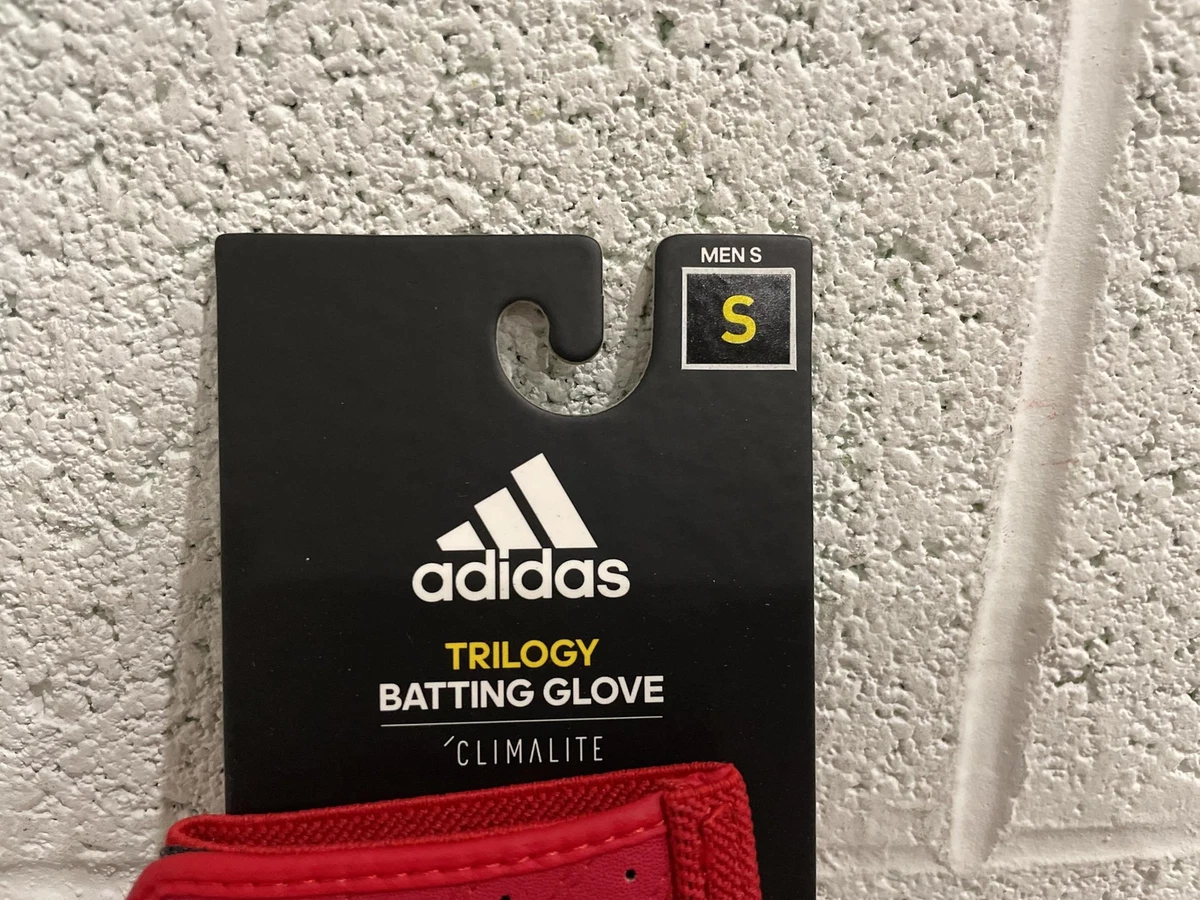 MEN S
S
adidas
TRILOGY
BATTING GLOVE
´CLIMALITE